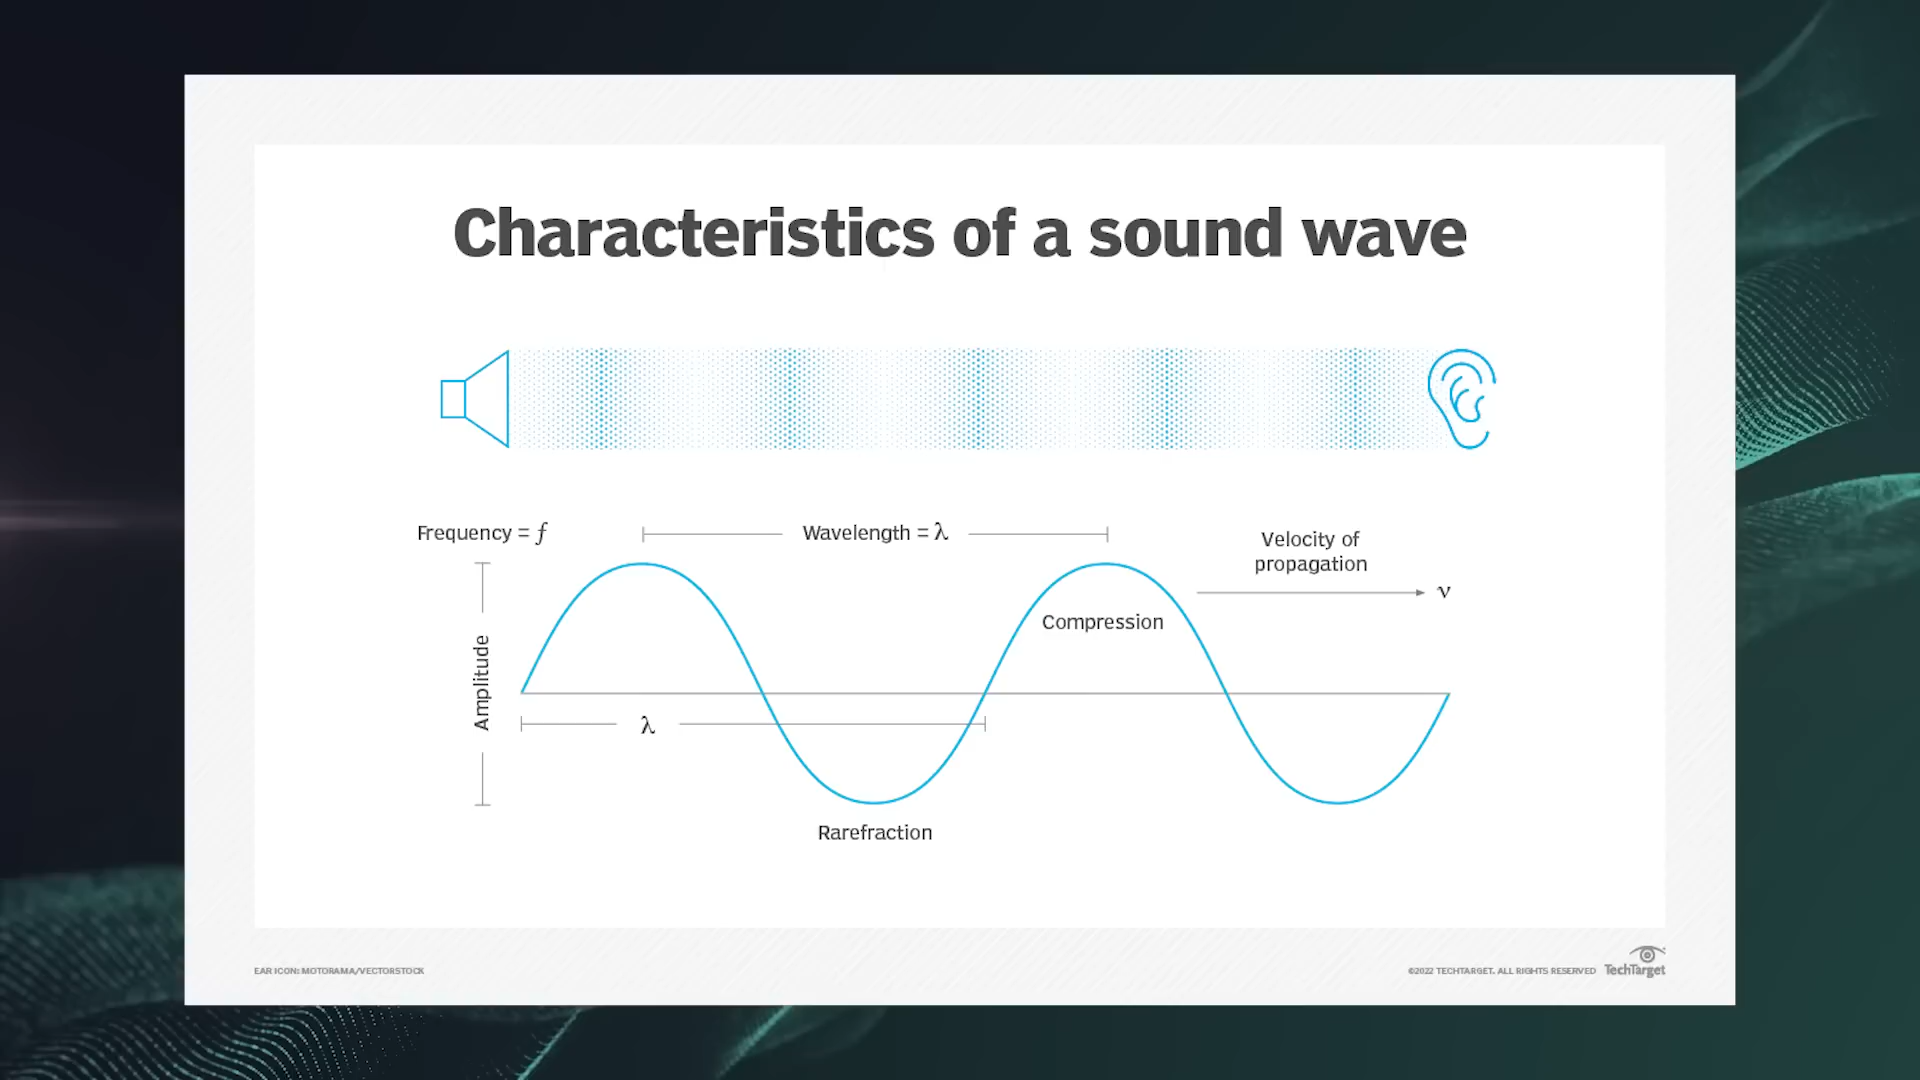 Characteristics of a sound wave
Frequency = f
Wavelength = λ
Velocity of
propagation
v
Compression
Amplitude
λ
Rarefraction
EAR ICON: MOTORAMA/VECTORSTOCK
©2022 TECHTARGET. ALL RIGHTS RESERVED
TechTarget